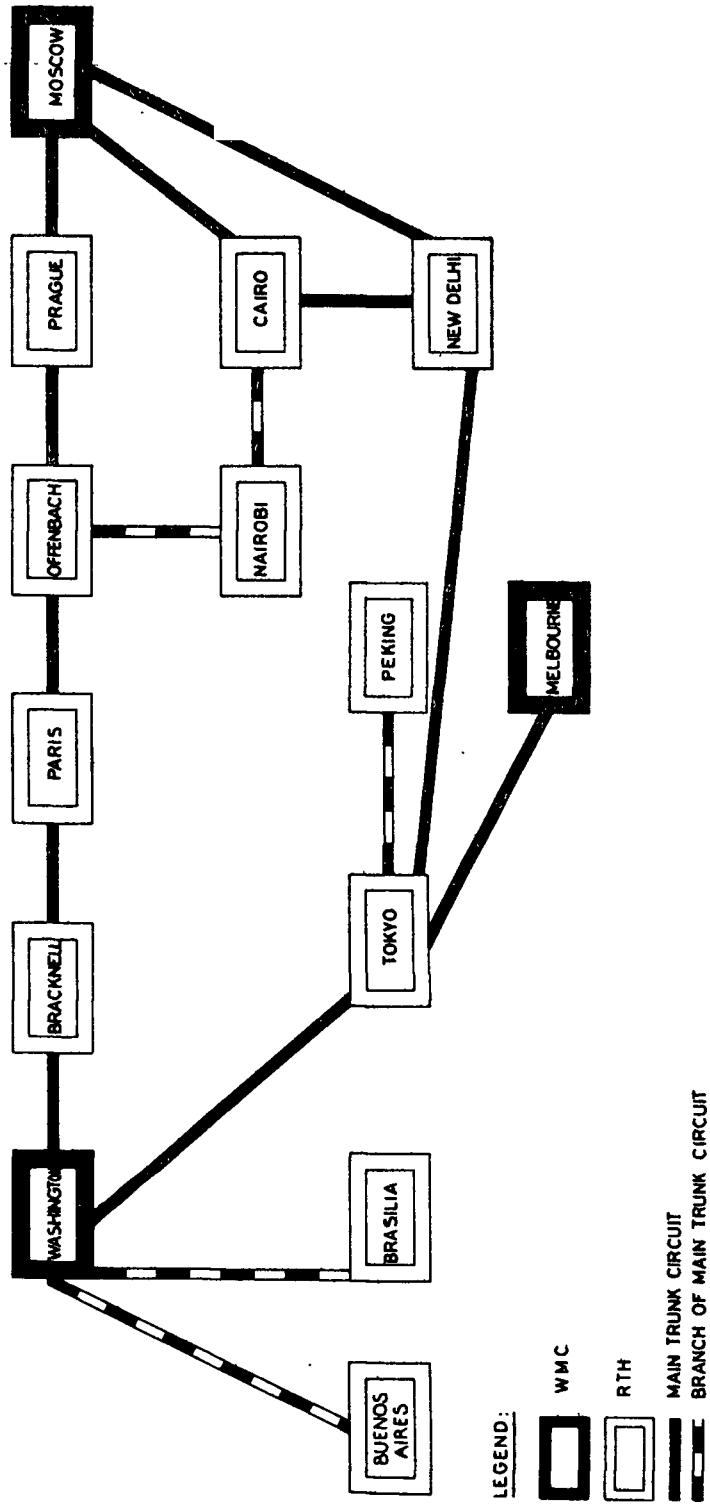 WASHINGTON
BRACKNELL
PARIS
OFFENBACH
PRAGUE
MOSCOW
NAIROBI
CAIRO
BUENOS
AIRES
BRASILIA
TOKYO
PEKING
NEW DELHI
MELBOURNE
LEGEND:
WMC
RTH
MAIN TRUNK CIRCUIT
BRANCH OF MAIN TRUNK CIRCUIT